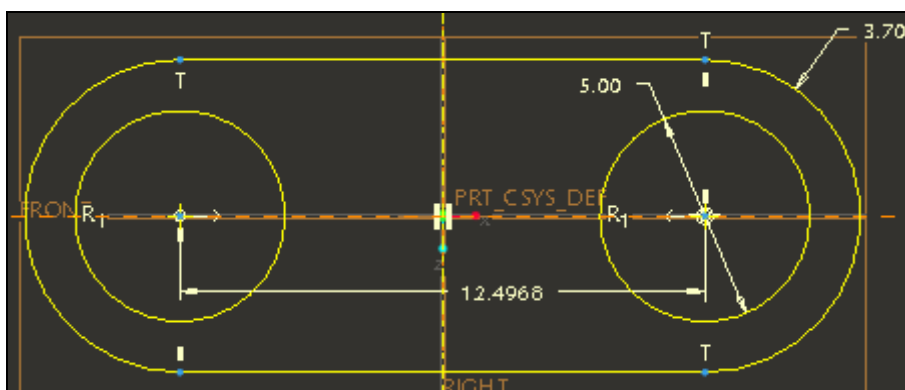 T
3.70
T
5.00
PRT_CSYS_DEF
FRONT
R1
R1
x
z
12.4968
T
RIGHT